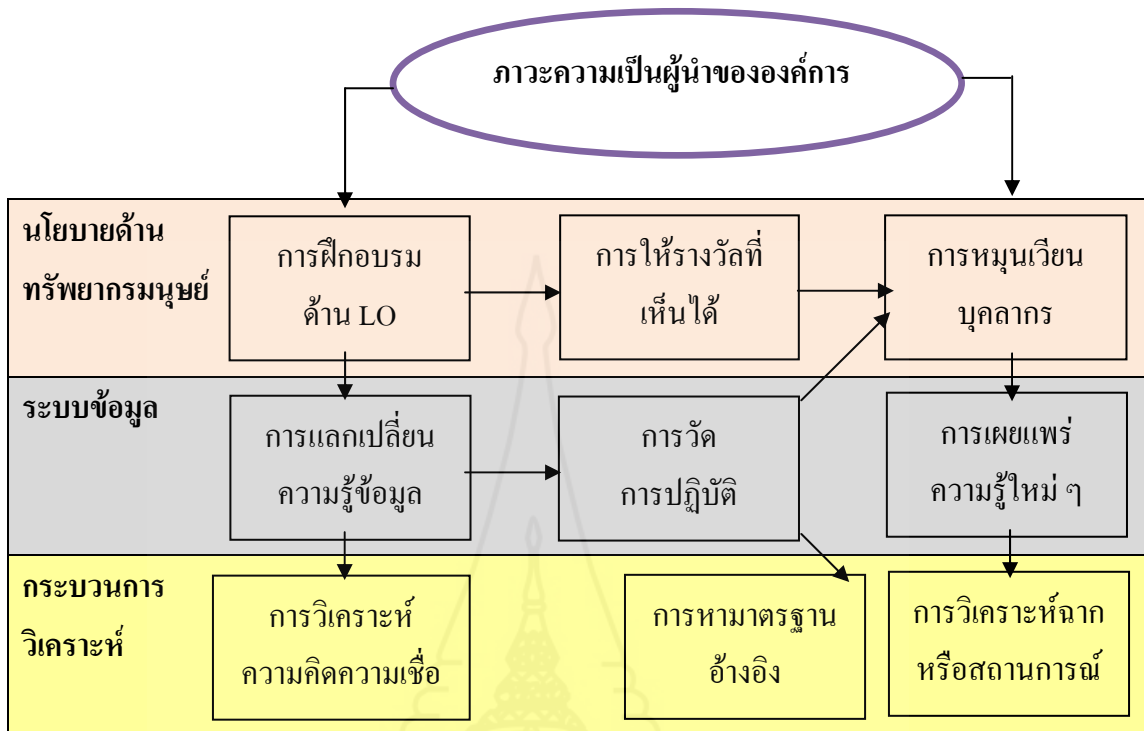 ภาวะความเป็นผู้นำขององค์การ
นโยบายด้าน
ทรัพยากรมนุษย์
การฝึกอบรม
ด้าน LO
การให้รางวัลที่
เห็นได้
การหมุนเวียน
บุคลากร
ระบบข้อมูล
การแลกเปลี่ยน
ความรู้ข้อมูล
การวัด
การปฏิบัติ
การเผยแพร่
ความรู้ใหม่ ๆ
กระบวนการ
วิเคราะห์
การวิเคราะห์
ความคิดความเชื่อ
การหามาตรฐาน
อ้างอิง
การวิเคราะห์ฉาก
หรือสถานการณ์